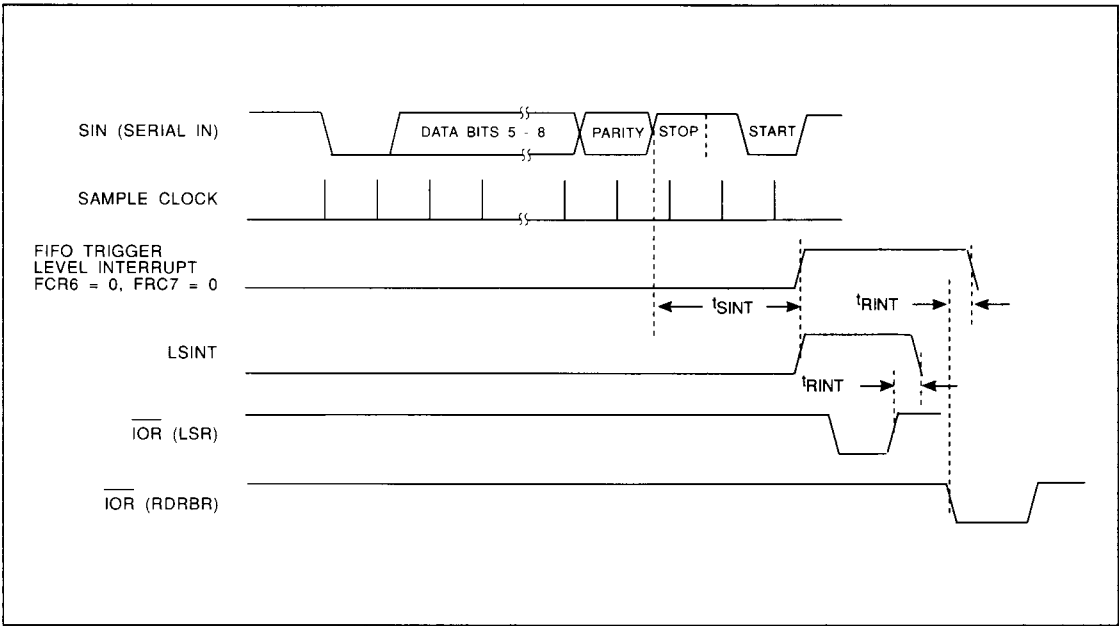 SIN (SERIAL IN)
DATA BITS 5 - 8
PARITY
STOP
START
SAMPLE CLOCK
FIFO TRIGGER
LEVEL INTERRUPT
FCR6 = 0, FRC7 = 0
tSINT
tRINT
LSINT
tRINT
IOR (LSR)
IOR (RDRBR)